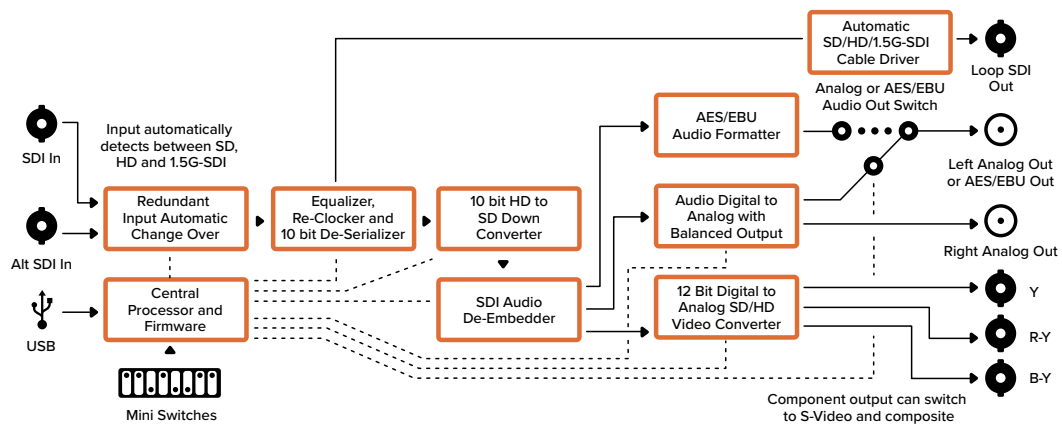 Automatic
SD/HD/1.5G-SDI
Cable Driver
Loop SDI
Out
Analog or AES/EBU
Audio Out Switch
SDI In
Input automatically
detects between SD,
HD and 1.5G-SDI
AES/EBU
Audio Formatter
Left Analog Out
or AES/EBU Out
Alt SDI In
Redundant
Input Automatic
Change Over
Equalizer,
Re-Clocker and
10 bit De-Serializer
10 bit HD to
SD Down
Converter
Audio Digital to
Analog with
Balanced Output
Right Analog Out
USB
Central
Processor and
Firmware
SDI Audio
De-Embedder
12 Bit Digital to
Analog SD/HD
Video Converter
Y
R-Y
B-Y
Mini Switches
Component output can switch
to S-Video and composite